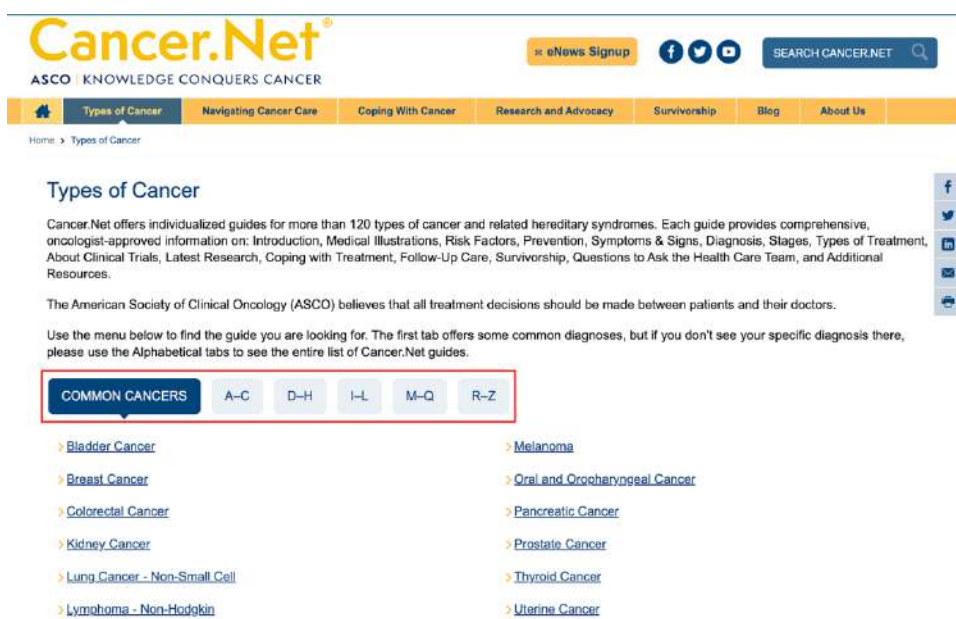 Cancer.Net®
ASCO | KNOWLEDGE CONQUERS CANCER
eNews Signup
SEARCH CANCER.NET
Types of Cancer
Navigating Cancer Care
Coping With Cancer
Research and Advocacy
Survivorship
Blog
About Us
Home > Types of Cancer
Types of Cancer
Cancer.Net offers individualized guides for more than 120 types of cancer and related hereditary syndromes. Each guide provides comprehensive,
oncologist-approved information on: Introduction, Medical Illustrations, Risk Factors, Prevention, Symptoms & Signs, Diagnosis, Stages, Types of Treatment,
About Clinical Trials, Latest Research, Coping with Treatment, Follow-Up Care, Survivorship, Questions to Ask the Health Care Team, and Additional
Resources.
The American Society of Clinical Oncology (ASCO) believes that all treatment decisions should be made between patients and their doctors.
Use the menu below to find the guide you are looking for. The first tab offers some common diagnoses, but if you don't see your specific diagnosis there,
please use the Alphabetical tabs to see the entire list of Cancer.Net guides.
COMMON CANCERS
A–C
D–H
I–L
M–Q
R–Z
Bladder Cancer
Breast Cancer
Colorectal Cancer
Kidney Cancer
Lung Cancer - Non-Small Cell
Lymphoma - Non-Hodgkin
Melanoma
Oral and Oropharyngeal Cancer
Pancreatic Cancer
Prostate Cancer
Thyroid Cancer
Uterine Cancer